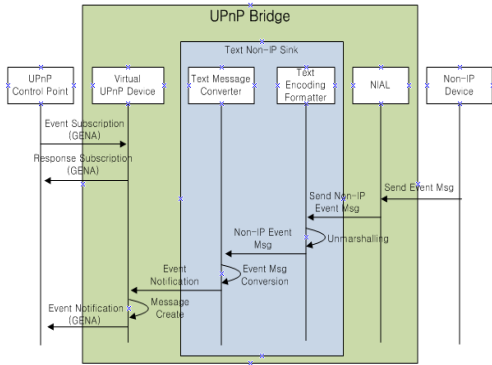 UPnP Bridge
Text Non-IP Sink
UPnP
Control Point
Virtual
UPnP Device
Text Message
Converter
Text
Encoding
Formatter
NIAL
Non-IP
Device
Event Subscription
(GENA)
Response Subscription
(GENA)
Send Event Msg
Send Non-IP
Event Msg
Unmarshalling
Non-IP Event
Msg
Event Msg
Conversion
Event
Notification
Message
Create
Event Notification
(GENA)